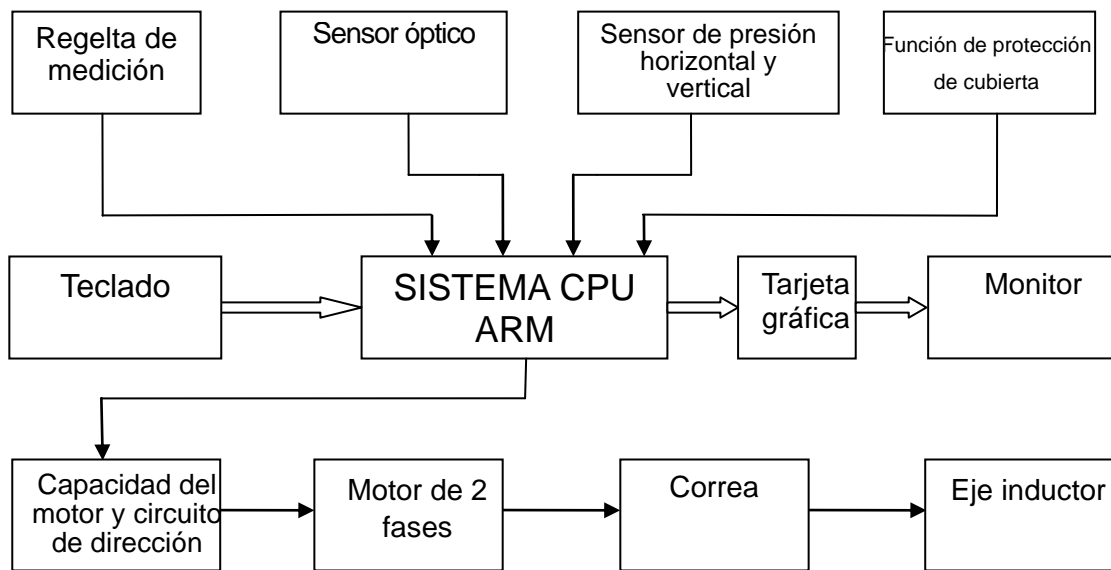 Regelta de
medición
Sensor óptico
Sensor de presión
horizontal y
vertical
Función de protección
de cubierta
Teclado
SISTEMA CPU
ARM
Tarjeta
gráfica
Monitor
Capacidad del
motor y circuito
de dirección
Motor de 2
fases
Correa
Eje inductor